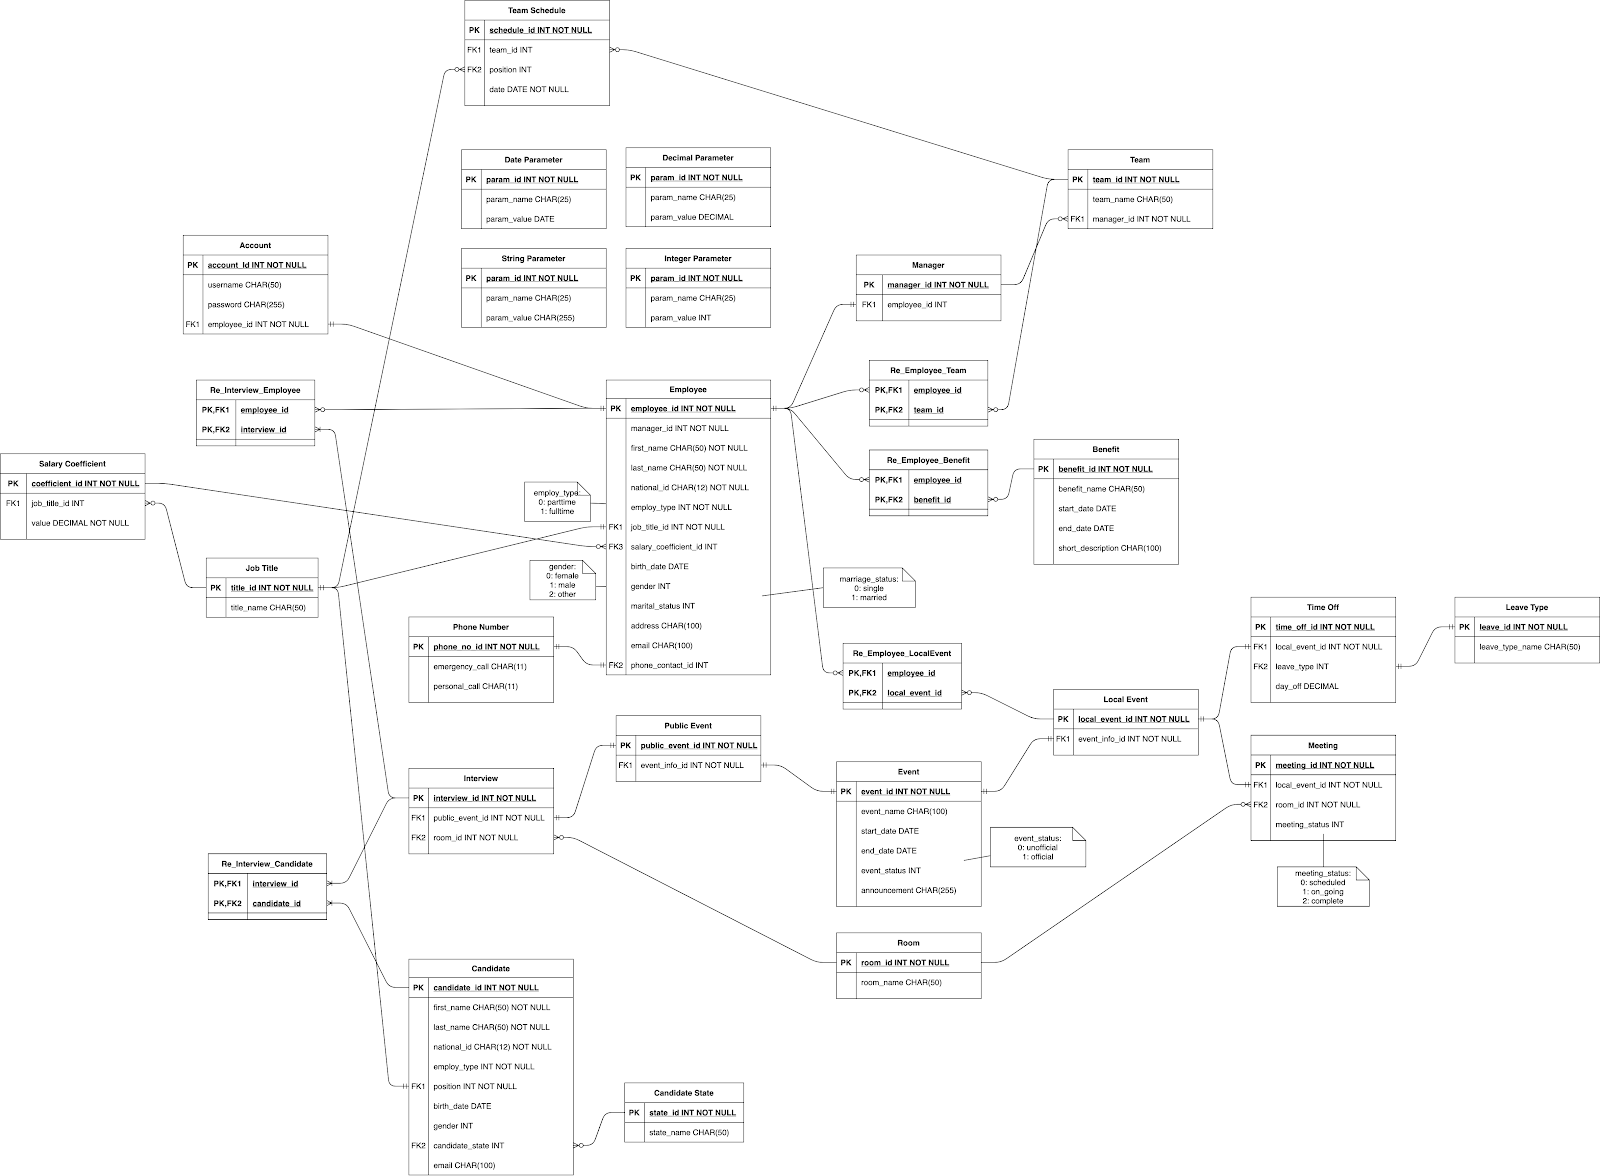 Team Schedule
PK schedule_id INT NOT NULL
FK1 team_id INT
FK2 position INT
date DATE NOT NULL
Date Parameter
PK param_id INT NOT NULL
param_name CHAR(25)
param_value DATE
Decimal Parameter
PK param_id INT NOT NULL
param_name CHAR(25)
param_value DECIMAL
Team
PK team_id INT NOT NULL
team_name CHAR(50)
FK1 manager_id INT NOT NULL
Account
PK account_Id INT NOT NULL
username CHAR(50)
password CHAR(255)
FK1 employee_id INT NOT NULL
String Parameter
PK param_id INT NOT NULL
param_name CHAR(25)
param_value CHAR(255)
Integer Parameter
PK param_id INT NOT NULL
param_name CHAR(25)
param_value INT
Manager
PK manager_id INT NOT NULL
FK1 employee_id INT
Re_Interview_Employee
PK,FK1 employee_id
PK,FK2 interview_id
Employee
PK employee_id INT NOT NULL
manager_id INT NOT NULL
first_name CHAR(50) NOT NULL
last_name CHAR(50) NOT NULL
national_id CHAR(12) NOT NULL
employ_type INT NOT NULL
FK1 job_title_id INT NOT NULL
FK3 salary_coefficient_id INT
birth_date DATE
gender INT
marital_status INT
address CHAR(100)
email CHAR(100)
FK2 phone_contact_id INT
Re_Employee_Team
PK,FK1 employee_id
PK,FK2 team_id
Re_Employee_Benefit
PK,FK1 employee_id
PK,FK2 benefit_id
Benefit
PK benefit_id INT NOT NULL
benefit_name CHAR(50)
start_date DATE
end_date DATE
short_description CHAR(100)
Salary Coefficient
PK coefficient_id INT NOT NULL
FK1 job_title_id INT
value DECIMAL NOT NULL
employ_type:
0: parttime
1: fulltime
Job Title
PK title_id INT NOT NULL
title_name CHAR(50)
gender:
0: female
1: male
2: other
marriage_status:
0: single
1: married
Phone Number
PK phone_no_id INT NOT NULL
emergency_call CHAR(11)
personal_call CHAR(11)
Re_Employee_LocalEvent
PK,FK1 employee_id
PK,FK2 local_event_id
Time Off
PK time_off_id INT NOT NULL
FK1 local_event_id INT NOT NULL
FK2 leave_type INT
day_off DECIMAL
Leave Type
PK leave_id INT NOT NULL
leave_type_name CHAR(50)
Local Event
PK local_event_id INT NOT NULL
FK1 event_info_id INT NOT NULL
Public Event
PK public_event_id INT NOT NULL
FK1 event_info_id INT NOT NULL
Meeting
PK meeting_id INT NOT NULL
FK1 local_event_id INT NOT NULL
FK2 room_id INT NOT NULL
meeting_status INT
Interview
PK interview_id INT NOT NULL
FK1 public_event_id INT NOT NULL
FK2 room_id INT NOT NULL
Event
PK event_id INT NOT NULL
event_name CHAR(100)
start_date DATE
end_date DATE
event_status INT
announcement CHAR(255)
event_status:
0: unofficial
1: official
Re_Interview_Candidate
PK,FK1 interview_id
PK,FK2 candidate_id
meeting_status:
0: scheduled
1: on_going
2: complete
Room
PK room_id INT NOT NULL
room_name CHAR(50)
Candidate
PK candidate_id INT NOT NULL
first_name CHAR(50) NOT NULL
last_name CHAR(50) NOT NULL
national_id CHAR(12) NOT NULL
employ_type INT NOT NULL
FK1 position INT NOT NULL
birth_date DATE
gender INT
FK2 candidate_state INT
email CHAR(100)
Candidate State
PK state_id INT NOT NULL
state_name CHAR(50)